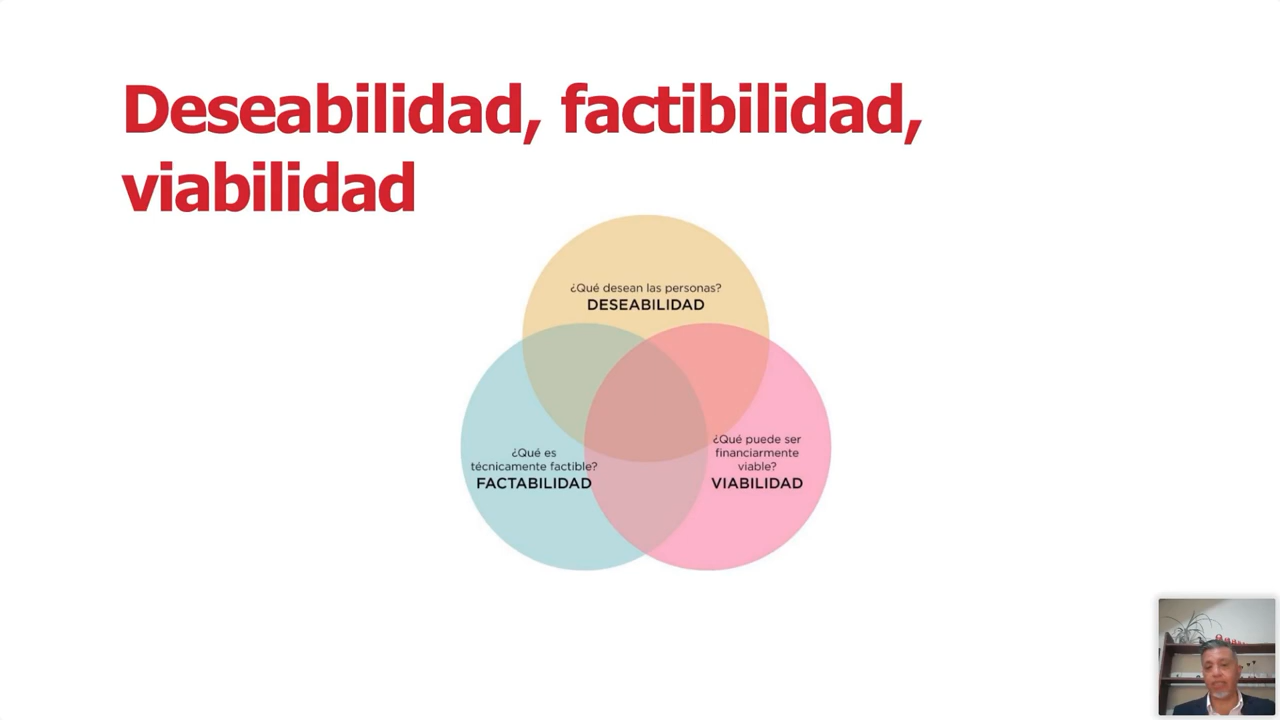 Deseabilidad, factibilidad,
viabilidad
¿Qué desean las personas?
DESEABILIDAD
¿Qué es
técnicamente factible?
FACTABILIDAD
¿Qué puede ser
financiarmente
viable?
VIABILIDAD